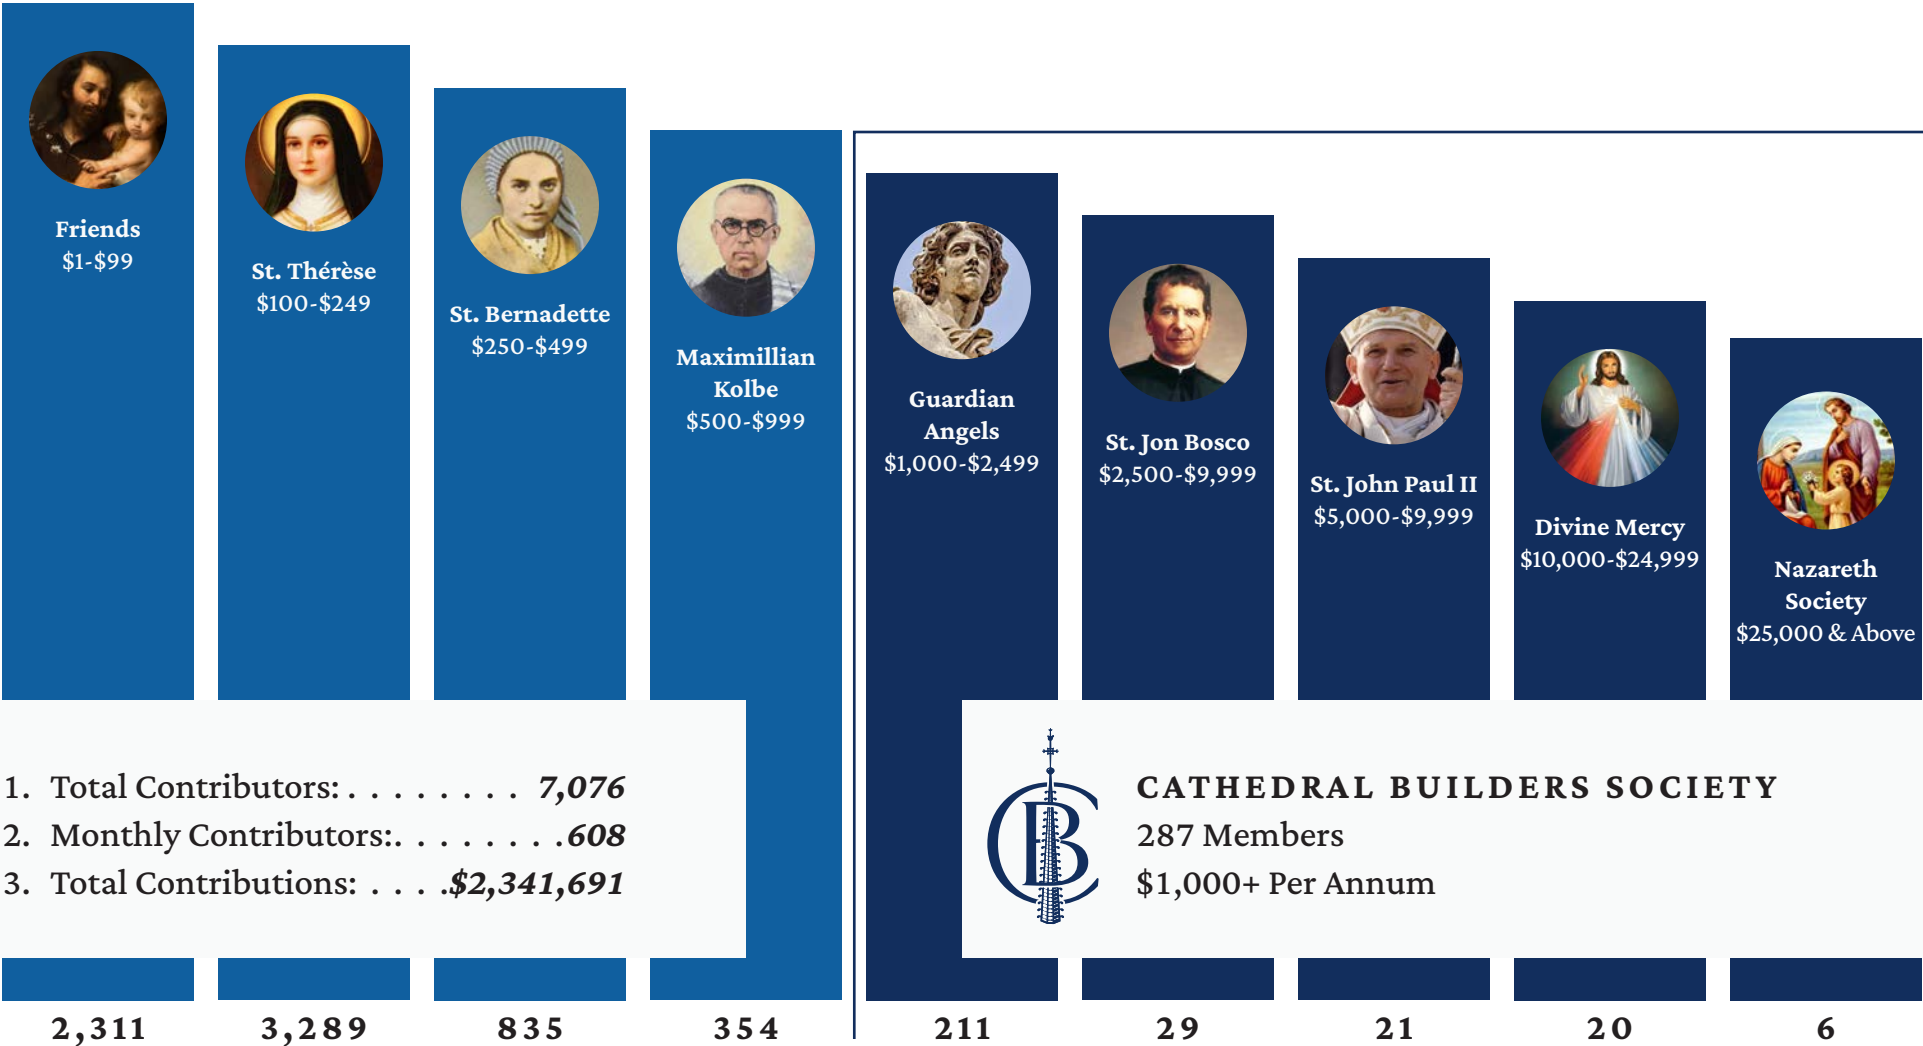 Friends
$1-$99
St. Thérèse
$100-$249
St. Bernadette
$250-$499
Maximillian
Kolbe
$500-$999
Guardian
Angels
$1,000-$2,499
St. Jon Bosco
$2,500-$9,999
St. John Paul II
$5,000-$9,999
Divine Mercy
$10,000-$24,999
Nazareth
Society
$25,000 & Above
1. Total Contributors: . . . . . . . . 7,076
2. Monthly Contributors:. . . . . . . .608
3. Total Contributions: . . . .$2,341,691
CB
CATHEDRAL BUILDERS SOCIETY
287 Members
$1,000+ Per Annum
2,311
3,289
835
354
211
29
21
20
6